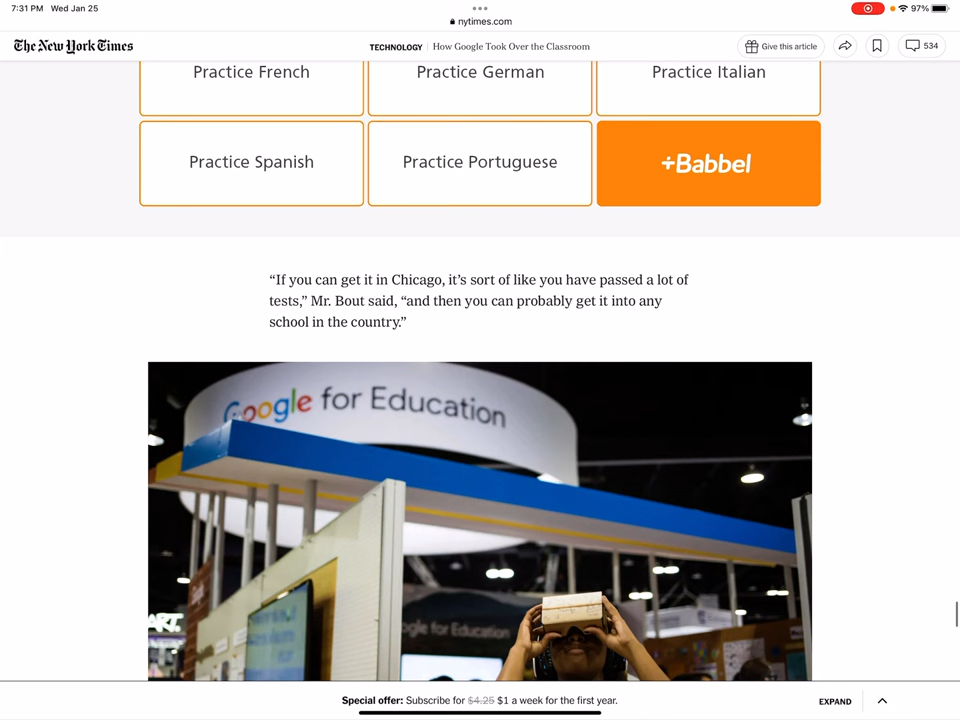 7:31 PM Wed Jan 25
97%
nytimes.com
The New York Times
TECHNOLOGY | How Google Took Over the Classroom
Give this article
534
Practice French
Practice German
Practice Italian
Practice Spanish
Practice Portuguese
+Babbel
“If you can get it in Chicago, it’s sort of like you have passed a lot of
tests,” Mr. Bout said, “and then you can probably get it into any
school in the country.”
Google for Education
ogle for Education
Special offer: Subscribe for $4.25 $1 a week for the first year.
EXPAND